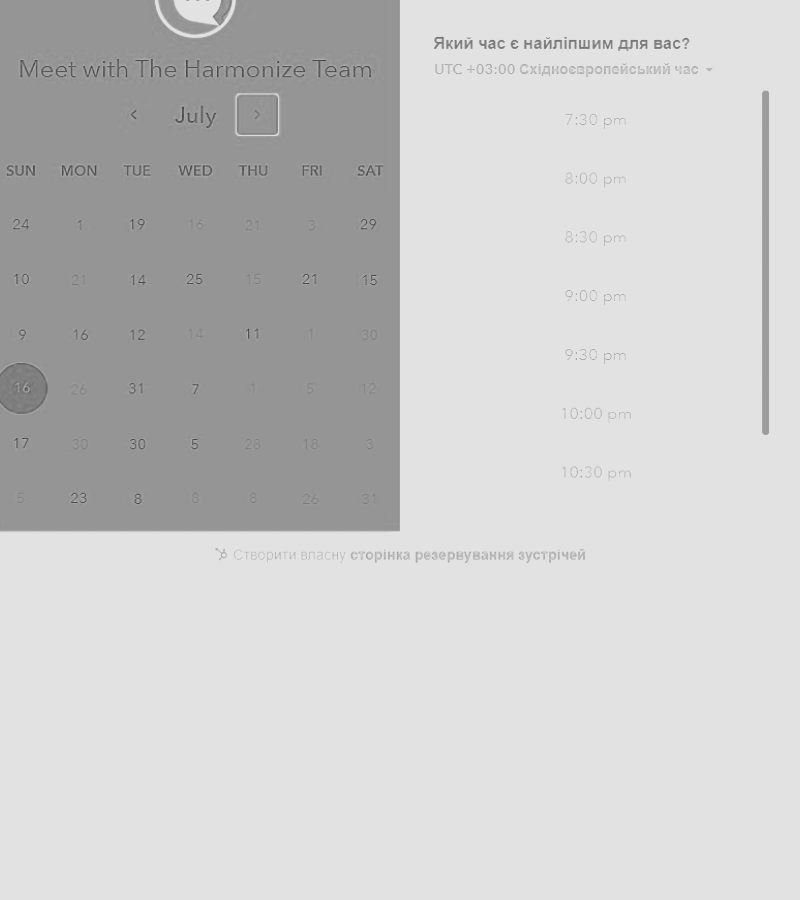 Meet with The Harmonize Team
July
SUN MON TUE WED THU FRI SAT
24 1 19 16 21 3 29
10 21 14 25 15 21 15
9 16 12 14 11 1 30
16 26 31 7 1 5 12
17 30 30 5 28 18 3
5 23 8 8 8 26 31
Який час є найліпшим для вас?
UTC +03:00 Східноєвропейський час
7:30 pm
8:00 pm
8:30 pm
9:00 pm
9:30 pm
10:00 pm
10:30 pm
Створити власну сторінка резервування зустрічей